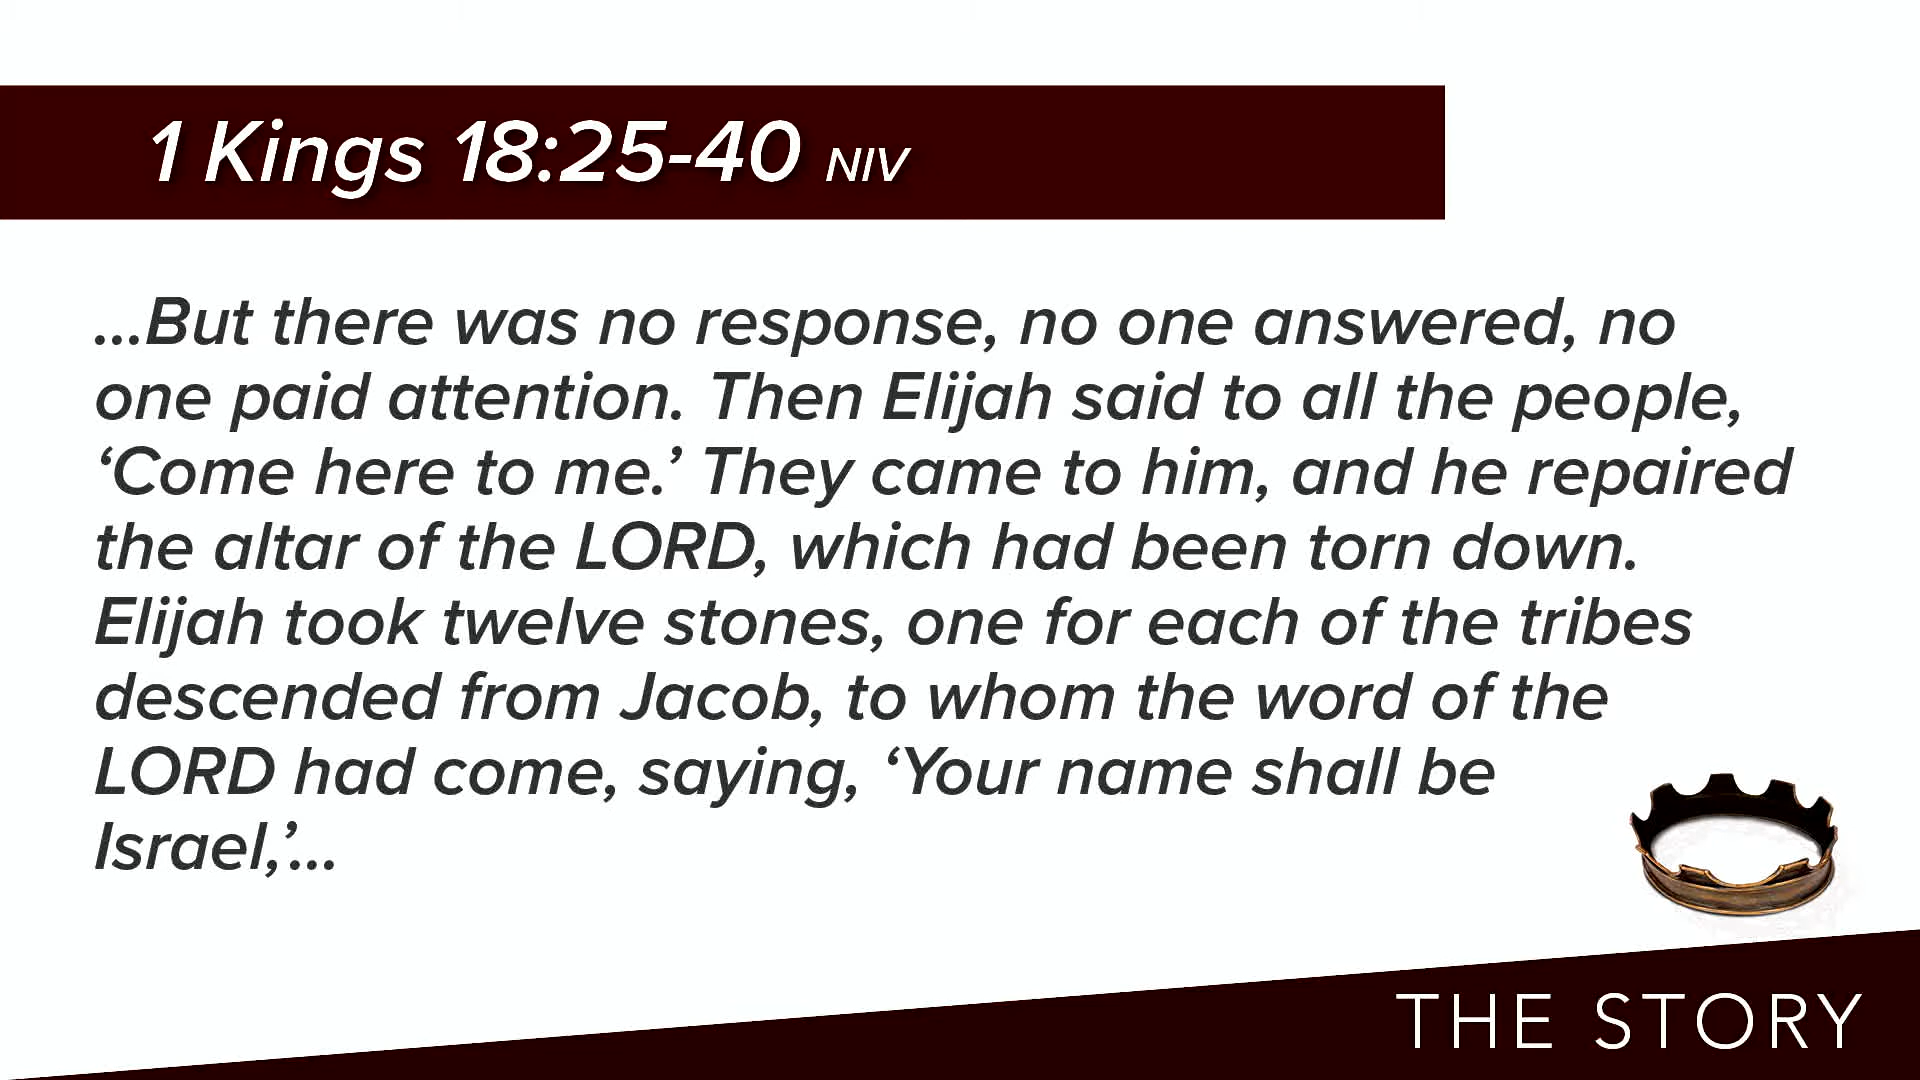 1 Kings 18:25-40 NIV
...But there was no response, no one answered, no
one paid attention. Then Elijah said to all the people,
‘Come here to me.’ They came to him, and he repaired
the altar of the LORD, which had been torn down.
Elijah took twelve stones, one for each of the tribes
descended from Jacob, to whom the word of the
LORD had come, saying, ‘Your name shall be
Israel,’...
THE STORY